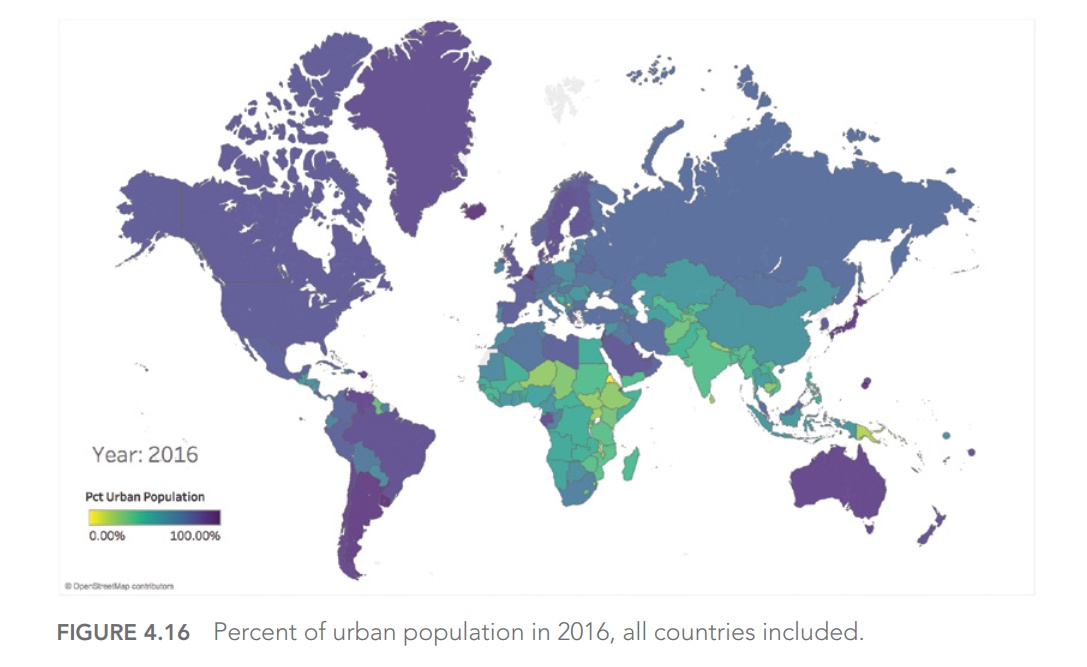 Year: 2016
Pct Urban Population
0.00% 100.00%
© OpenStreetMap contributors
FIGURE 4.16 Percent of urban population in 2016, all countries included.